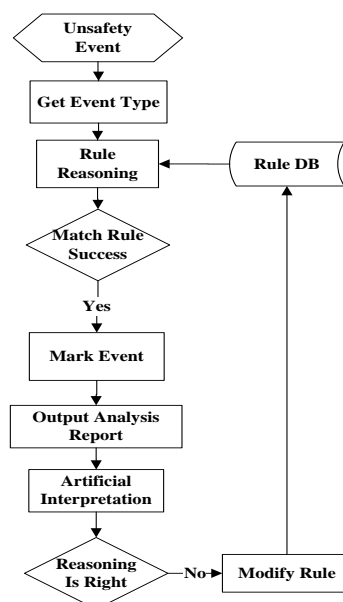 Unsafety
Event
Get Event Type
Rule
Reasoning
Rule DB
Match Rule
Success
Yes
Mark Event
Output Analysis
Report
Artificial
Interpretation
Reasoning
Is Right
No
Modify Rule